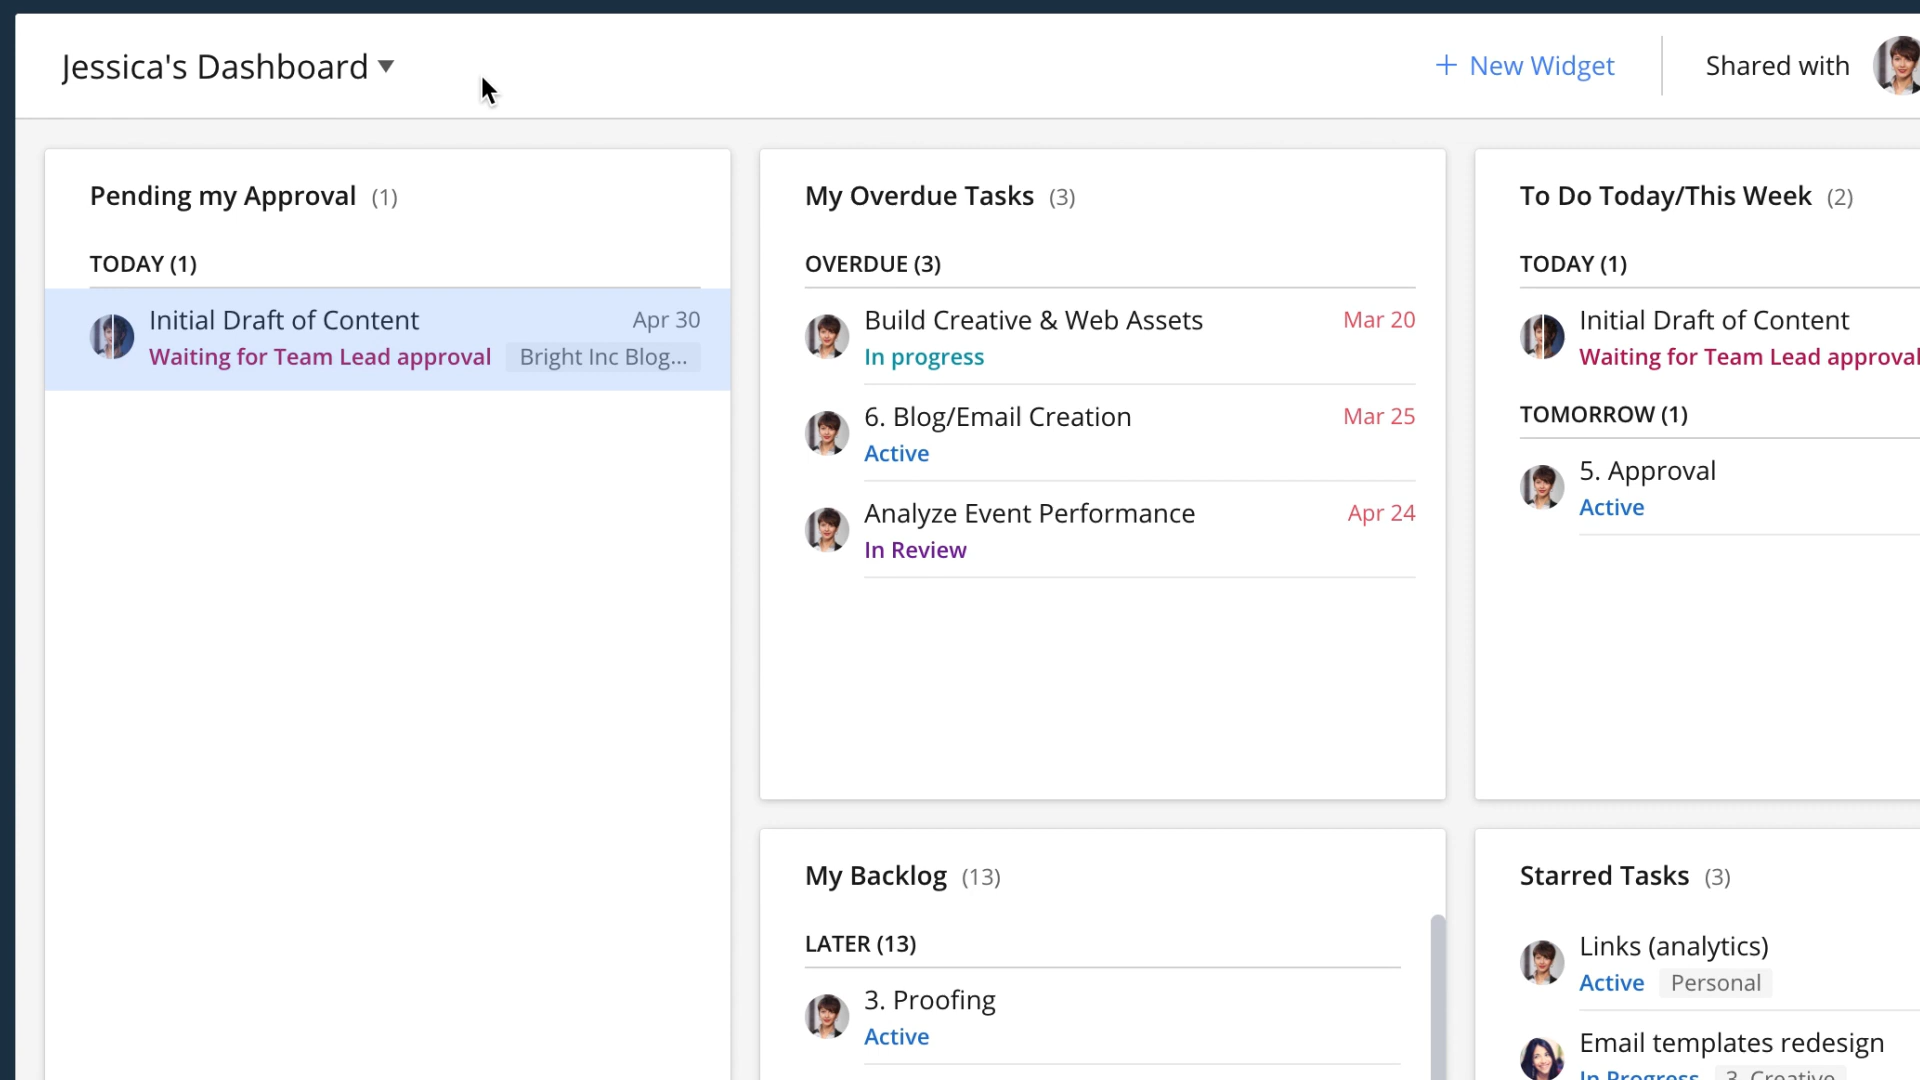 Jessica's Dashboard
+ New Widget
Shared with
Pending my Approval (1)
TODAY (1)
Initial Draft of Content Apr 30
Waiting for Team Lead approval Bright Inc Blog...
My Overdue Tasks (3)
OVERDUE (3)
Build Creative & Web Assets Mar 20
In progress
6. Blog/Email Creation Mar 25
Active
Analyze Event Performance Apr 24
In Review
To Do Today/This Week (2)
TODAY (1)
Initial Draft of Content
Waiting for Team Lead approval
TOMORROW (1)
5. Approval
Active
My Backlog (13)
LATER (13)
3. Proofing
Active
Starred Tasks (3)
Links (analytics)
Active Personal
Email templates redesign
In Progress 3. Creative